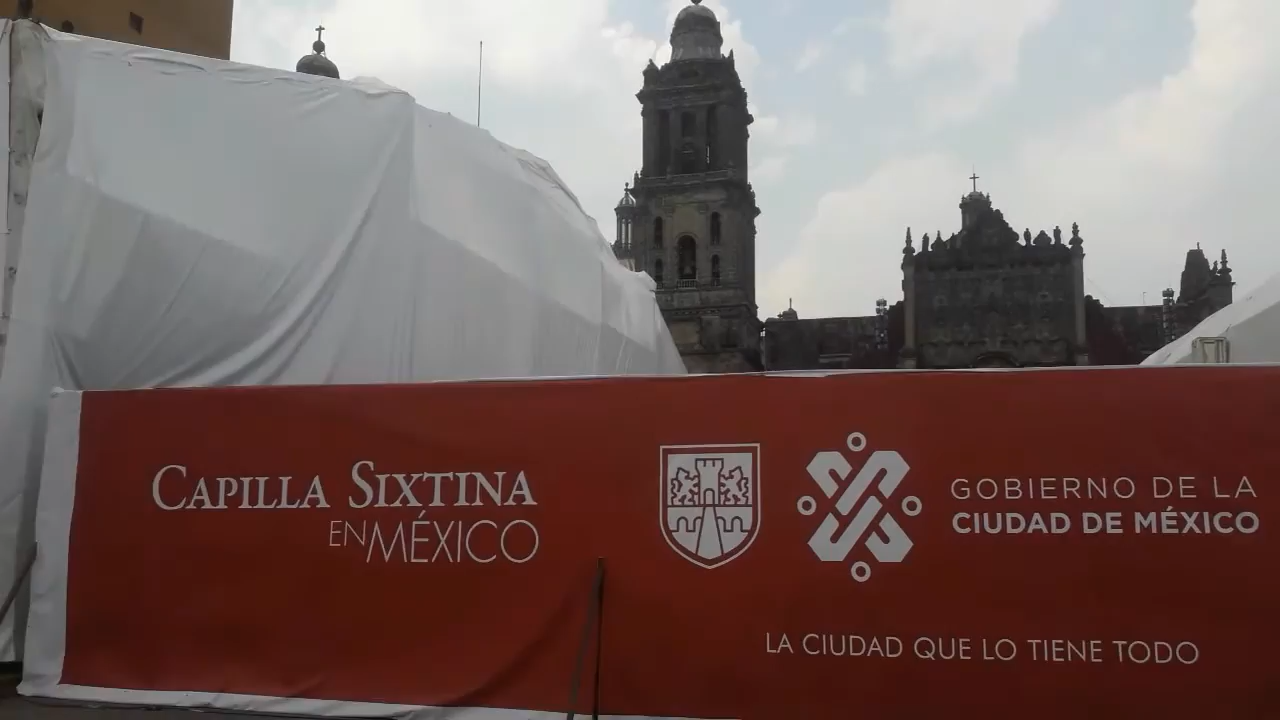 CAPILLA SIXTINA
EN MÉXICO
GOBIERNO DE LA
CIUDAD DE MÉXICO
LA CIUDAD QUE LO TIENE TODO